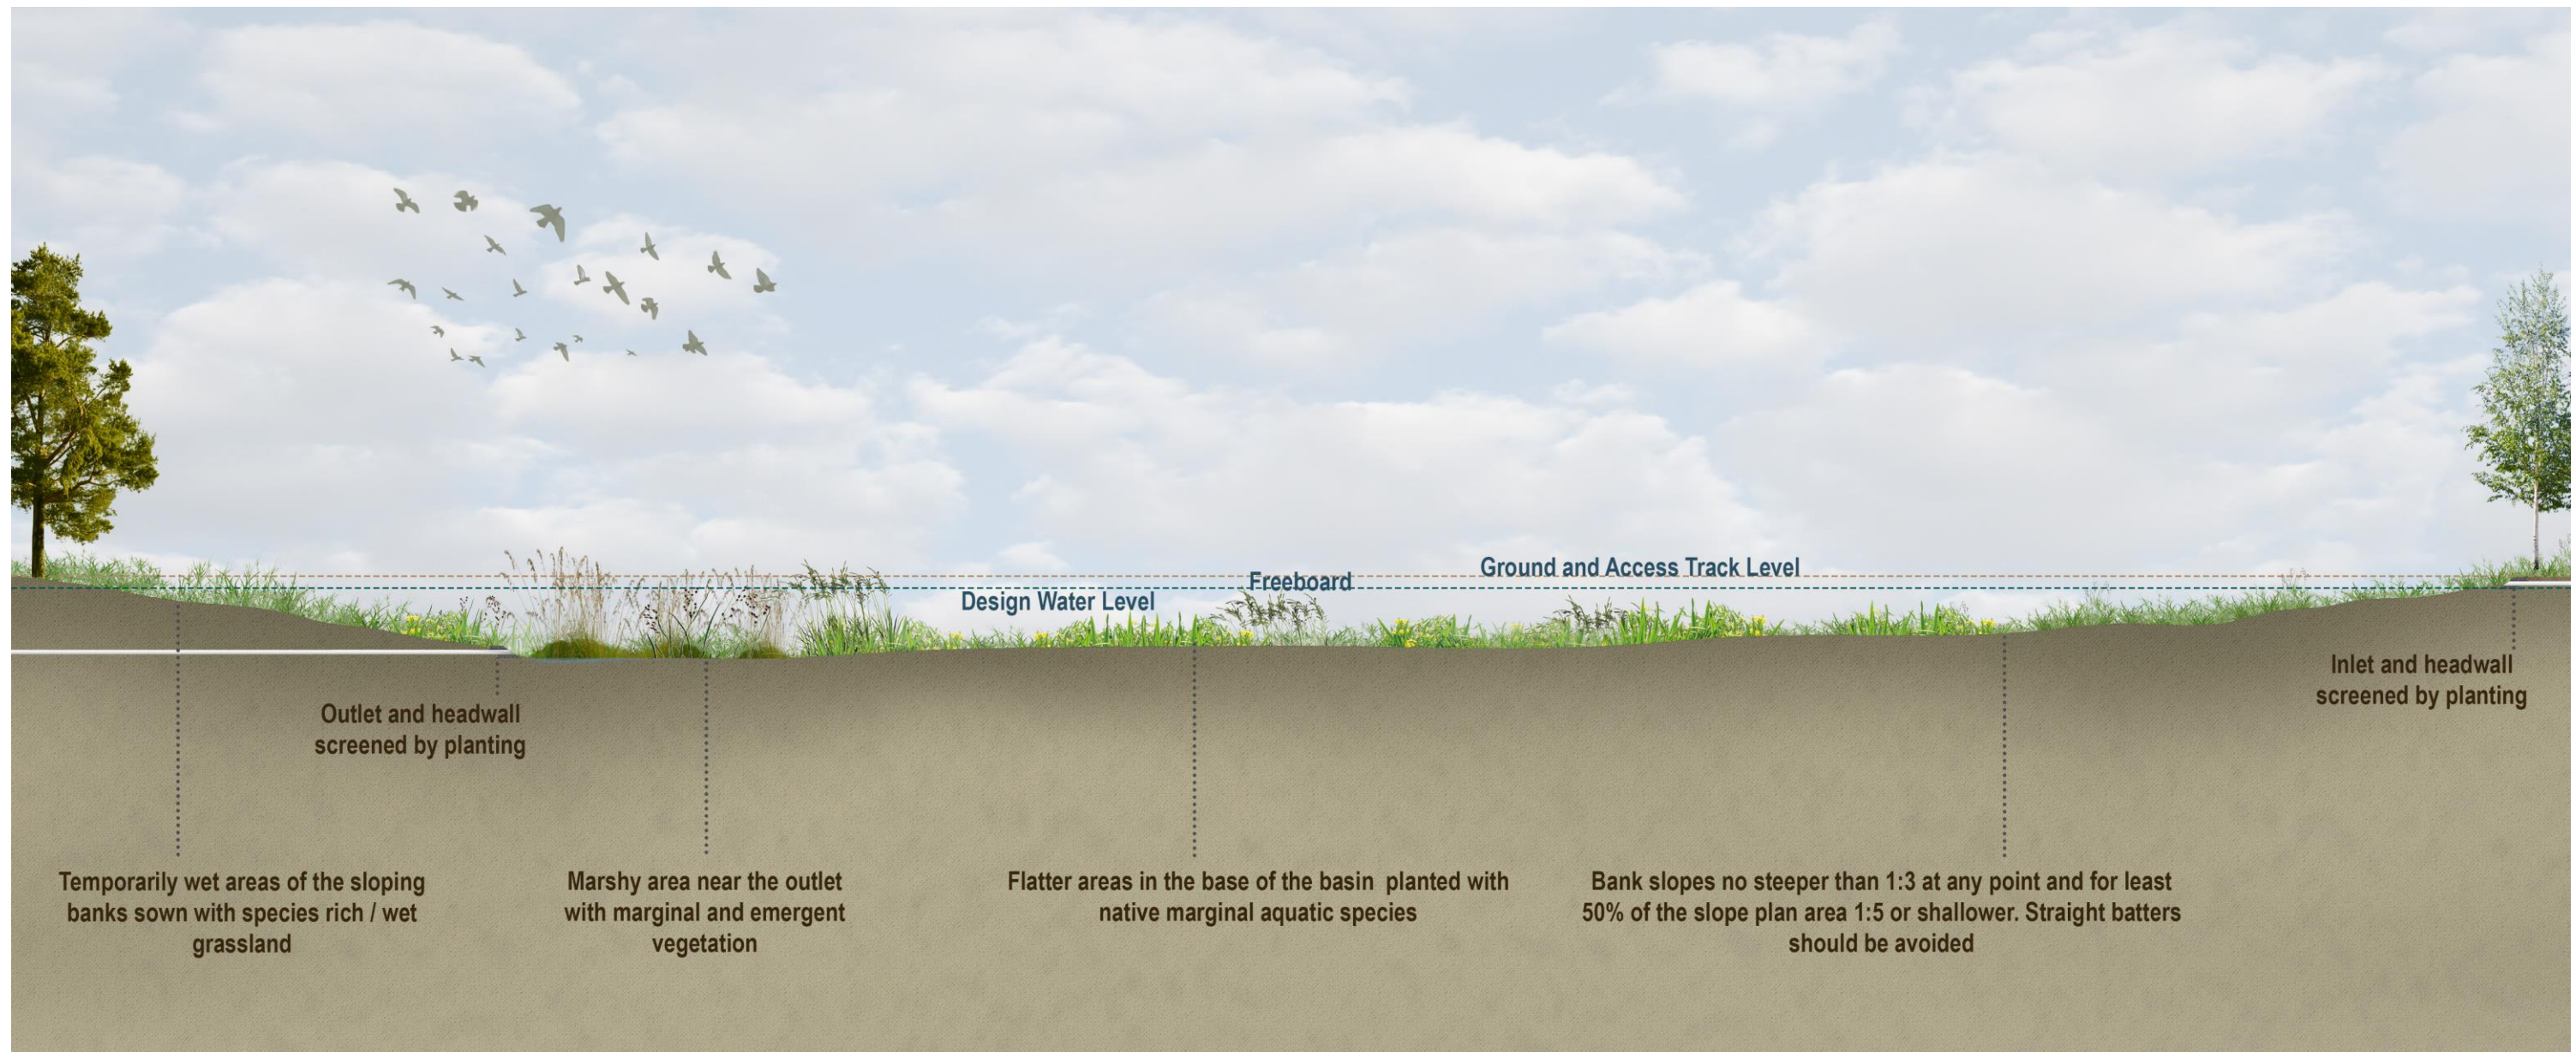 Ground and Access Track Level
Freeboard
Design Water Level
Inlet and headwall
screened by planting
Outlet and headwall
screened by planting
Temporarily wet areas of the sloping
banks sown with species rich / wet
grassland
Marshy area near the outlet
with marginal and emergent
vegetation
Flatter areas in the base of the basin planted with
native marginal aquatic species
Bank slopes no steeper than 1:3 at any point and for least
50% of the slope plan area 1:5 or shallower. Straight batters
should be avoided